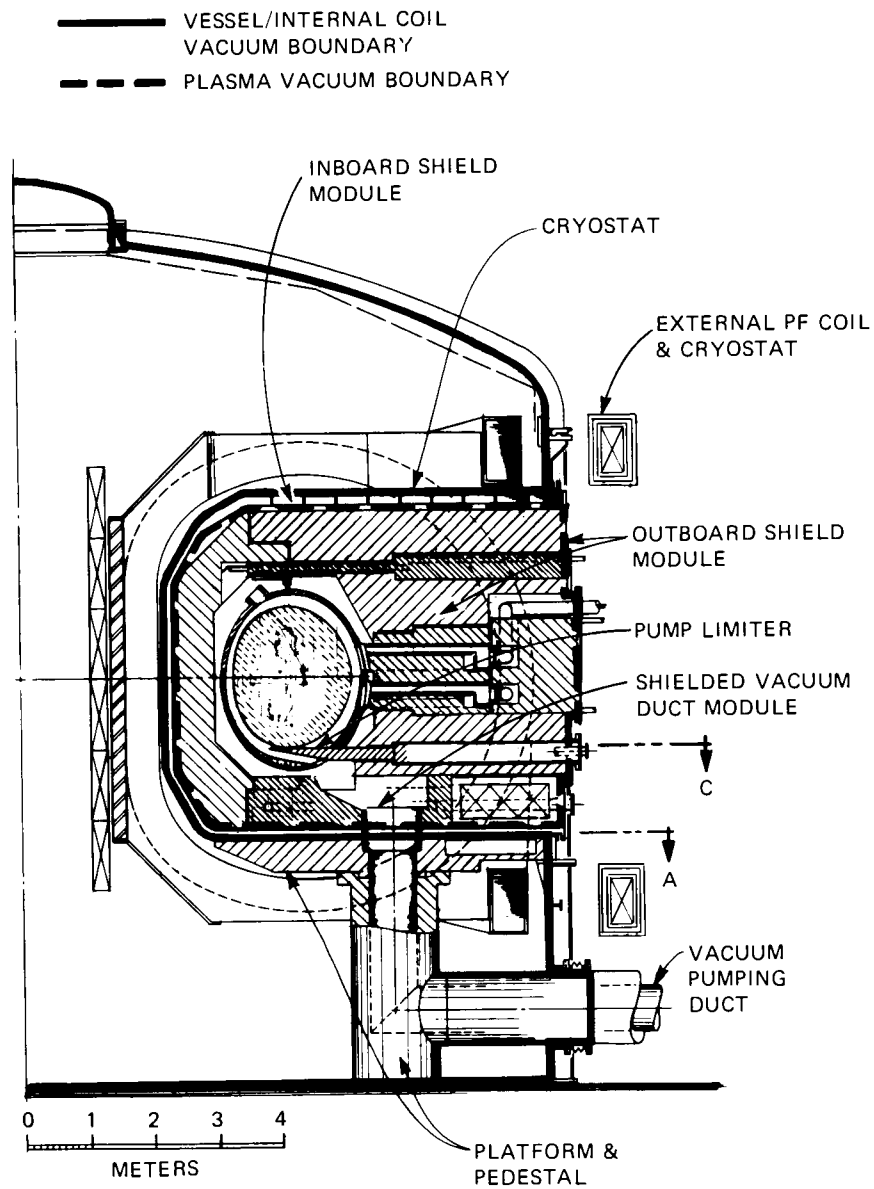 VESSEL/INTERNAL COIL
VACUUM BOUNDARY
PLASMA VACUUM BOUNDARY
INBOARD SHIELD
MODULE
CRYOSTAT
EXTERNAL PF COIL
& CRYOSTAT
OUTBOARD SHIELD
MODULE
PUMP LIMITER
SHIELDED VACUUM
DUCT MODULE
C
A
VACUUM
PUMPING
DUCT
0 1 2 3 4
METERS
PLATFORM &
PEDESTAL